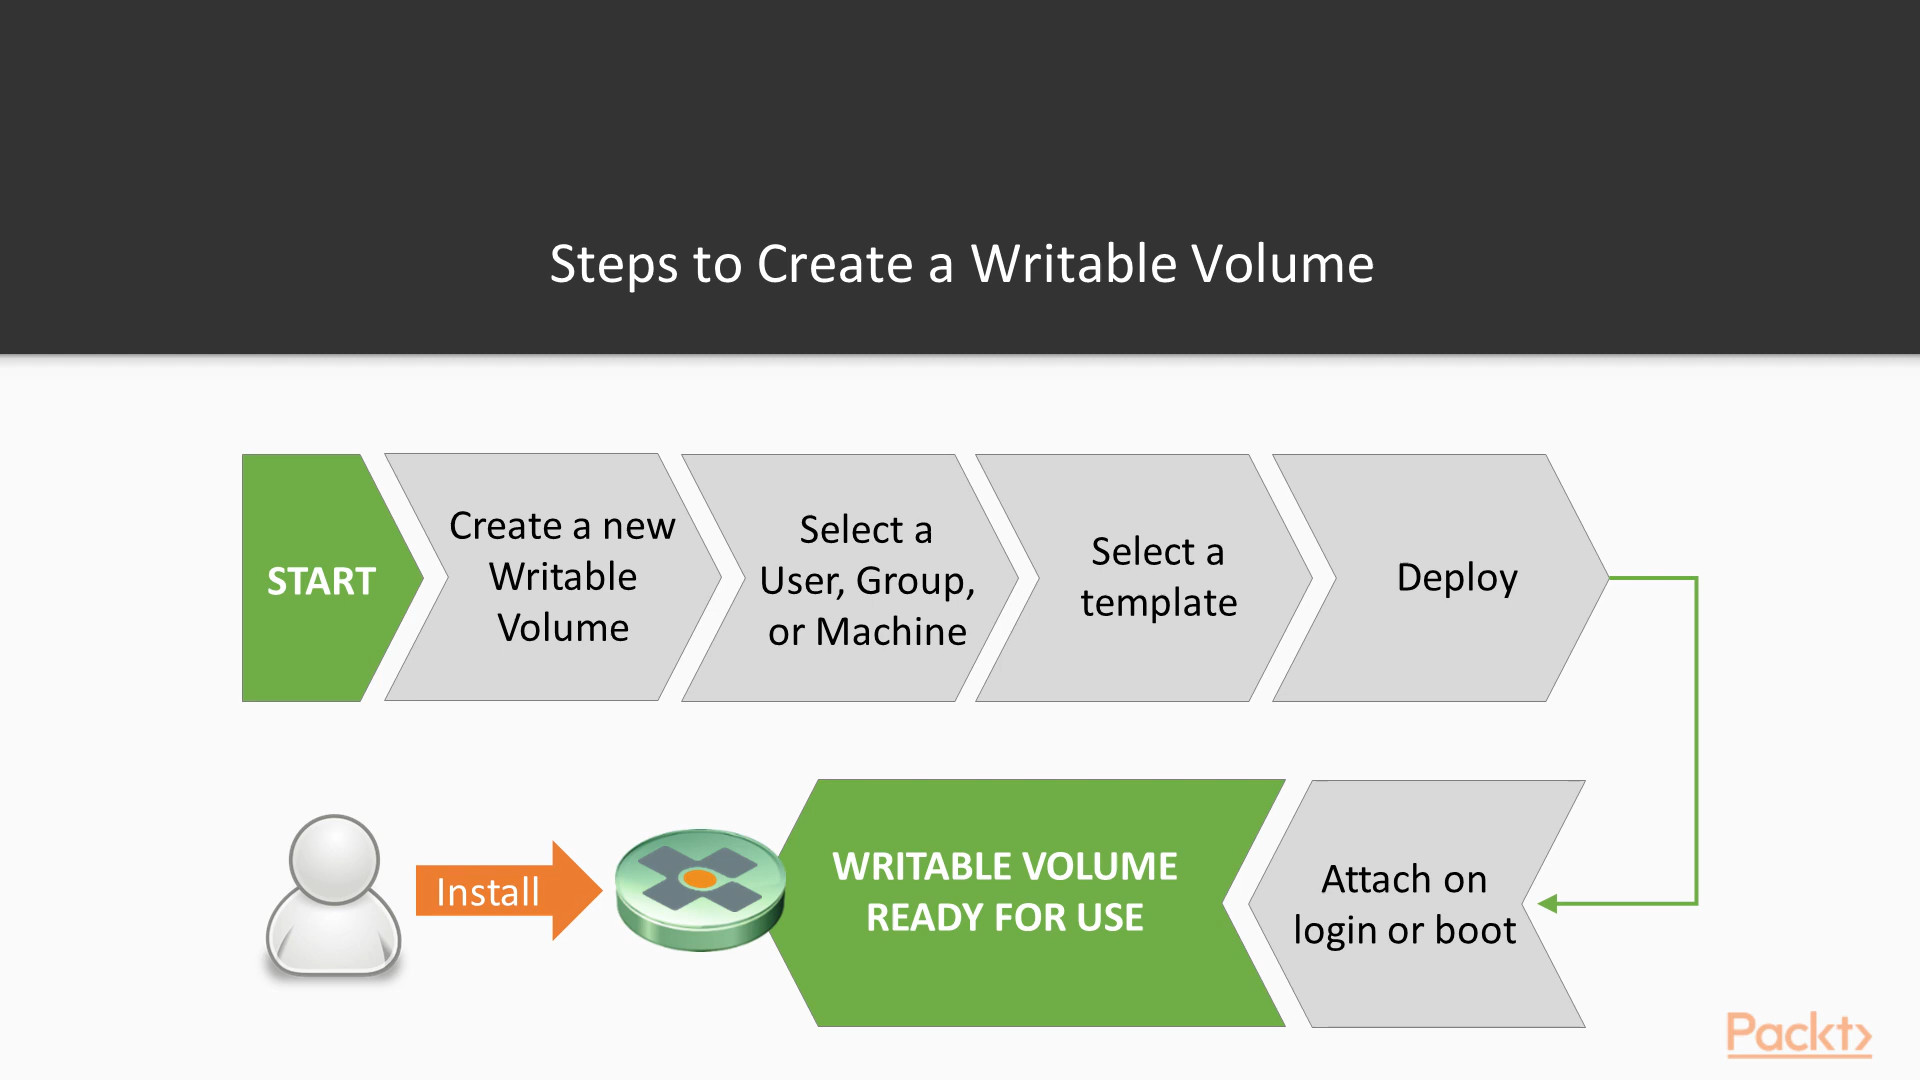 Steps to Create a Writable Volume
START
Create a new
Writable
Volume
Select a
User, Group,
or Machine
Select a
template
Deploy
Install
WRITABLE VOLUME
READY FOR USE
Attach on
login or boot
Packt>